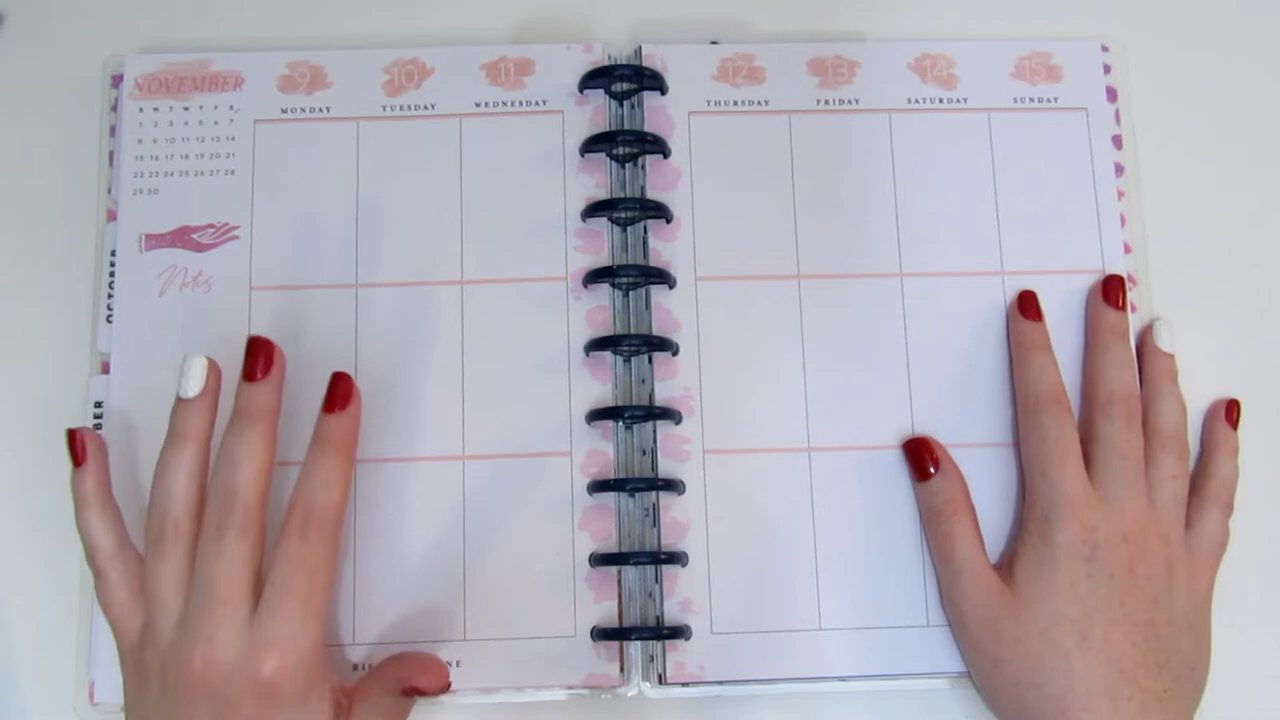 NOVEMBER
S M T W T F S
1 2 3 4 5 6 7
8 9 10 11 12 13 14
15 16 17 18 19 20 21
22 23 24 25 26 27 28
29 30
Notes
OCTOBER
9 10 11
MONDAY TUESDAY WEDNESDAY
12 13 14 15
THURSDAY FRIDAY SATURDAY SUNDAY